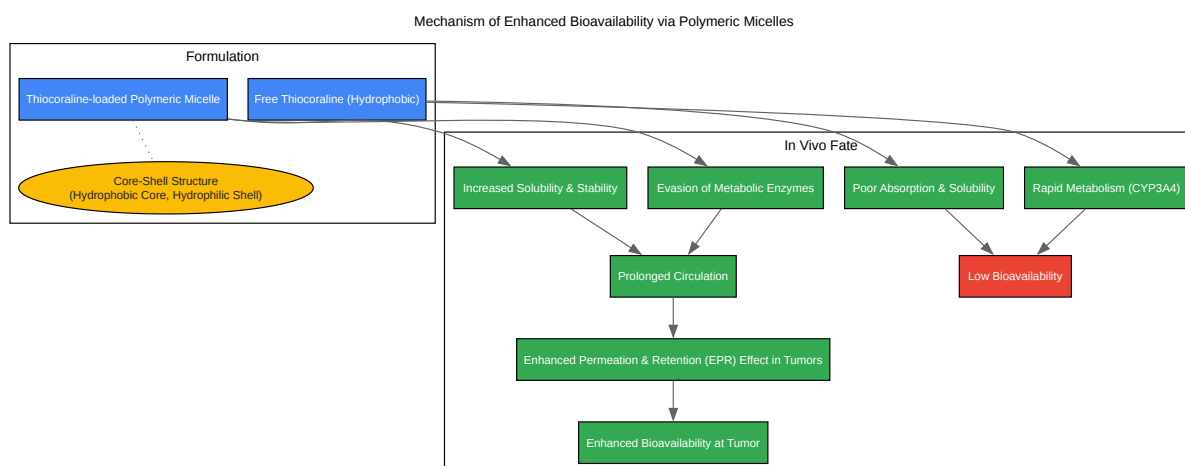 Mechanism of Enhanced Bioavailability via Polymeric Micelles
Formulation
Thiocoraline-loaded Polymeric Micelle
Free Thiocoraline (Hydrophobic)
Core-Shell Structure
(Hydrophobic Core, Hydrophilic Shell)
In Vivo Fate
Increased Solubility & Stability
Evasion of Metabolic Enzymes
Poor Absorption & Solubility
Rapid Metabolism (CYP3A4)
Prolonged Circulation
Low Bioavailability
Enhanced Permeation & Retention (EPR) Effect in Tumors
Enhanced Bioavailability at Tumor